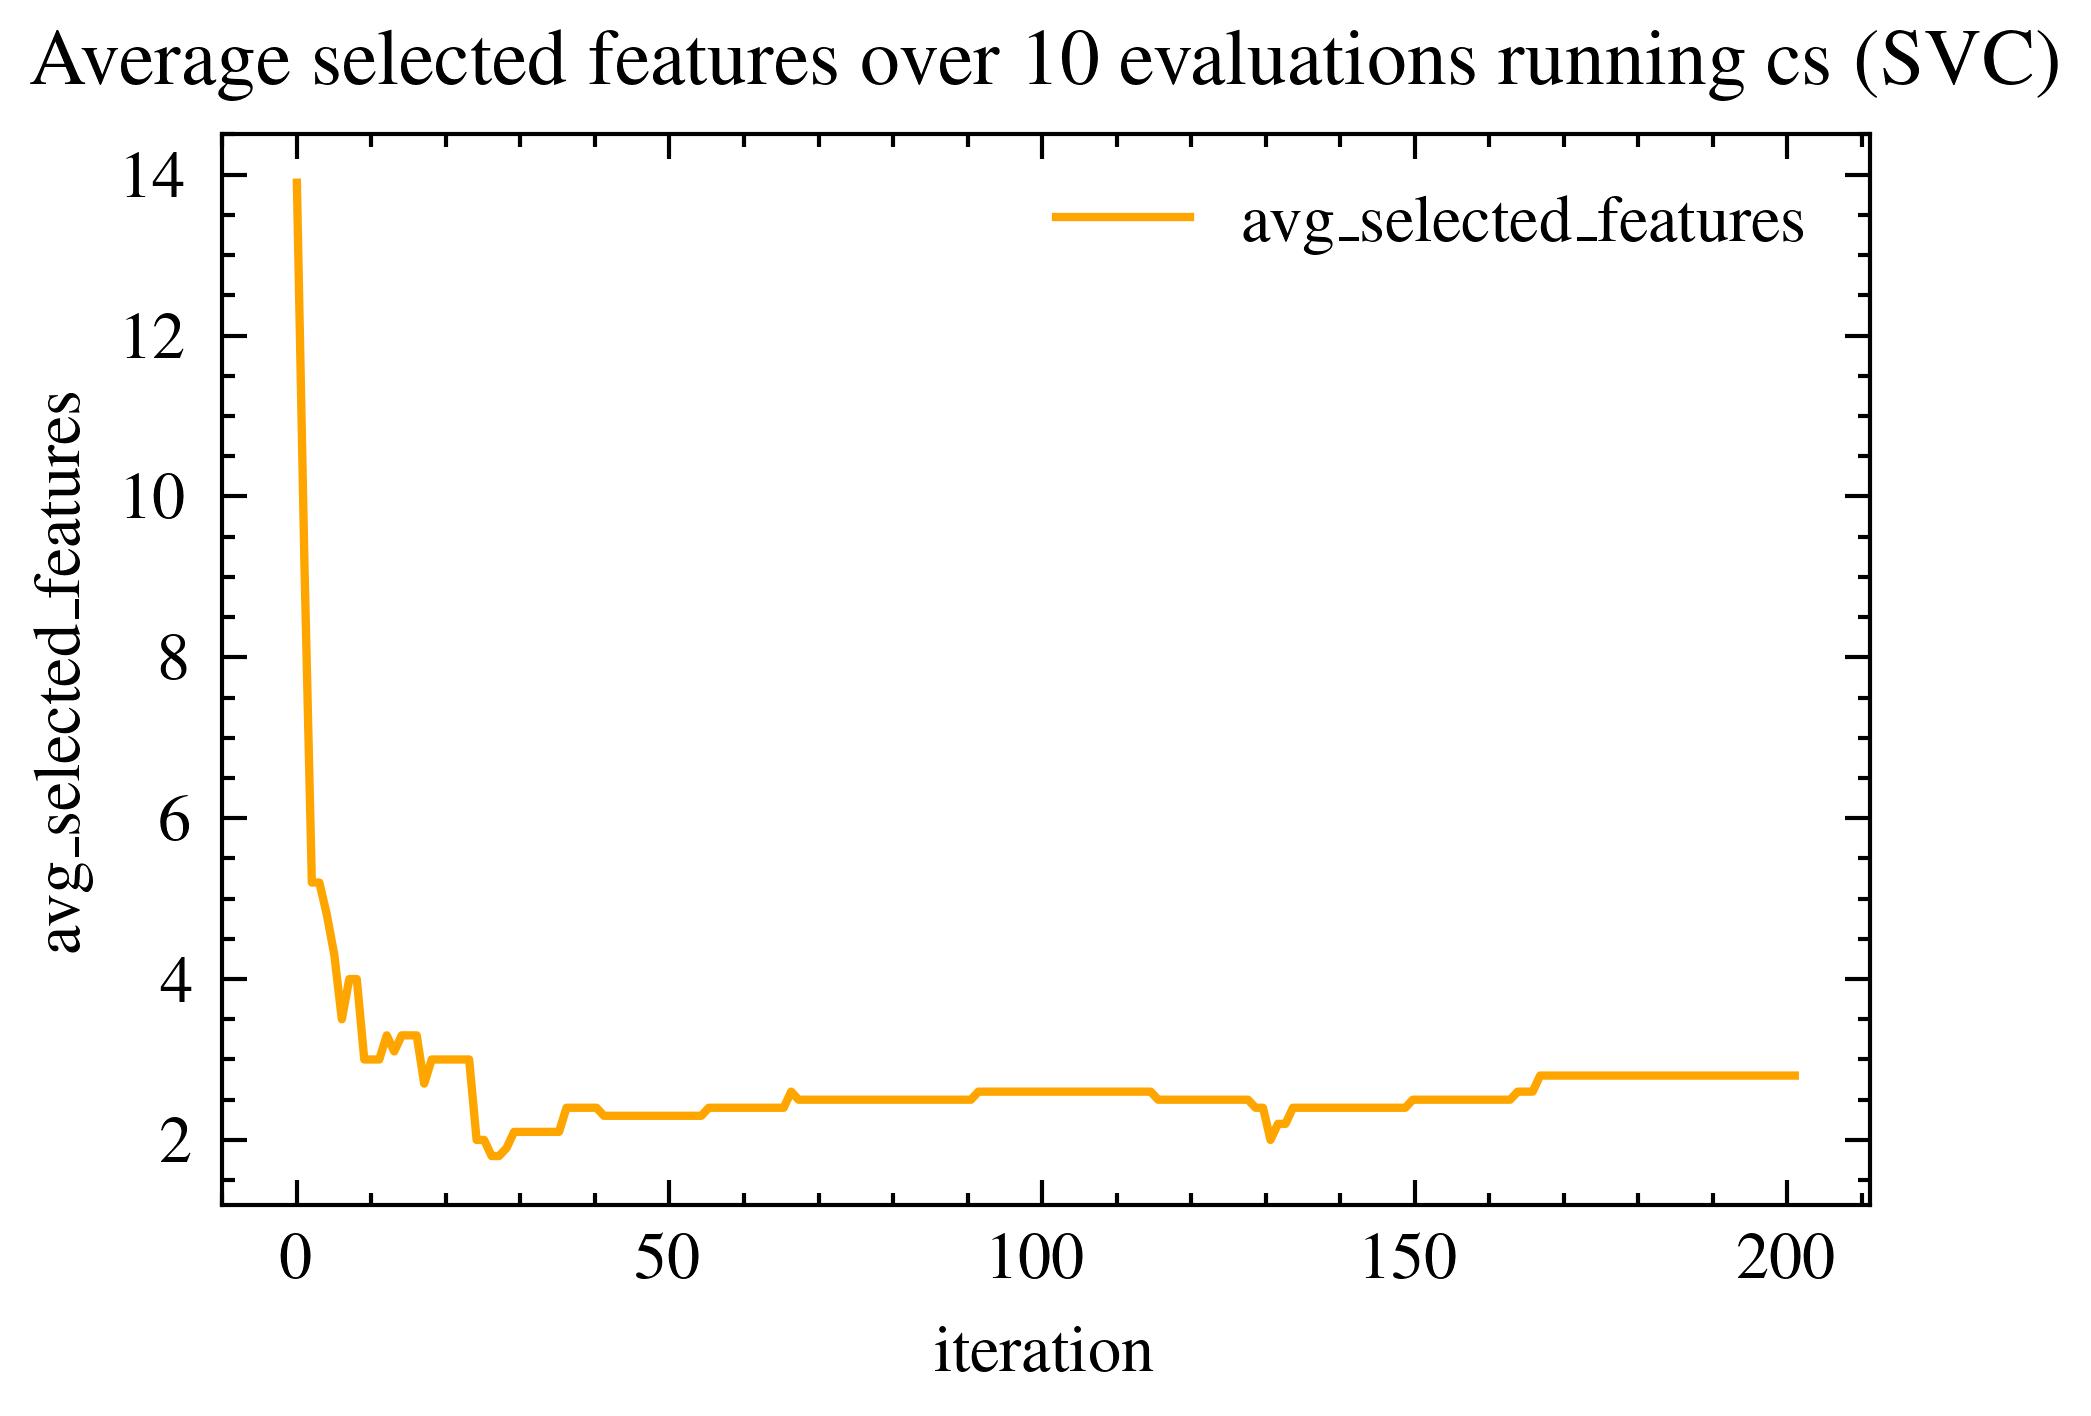 Average selected features over 10 evaluations running cs (SVC)
avg_selected_features
14
12
10
8
6
4
2
avg_selected_features
0 50 100 150 200
iteration